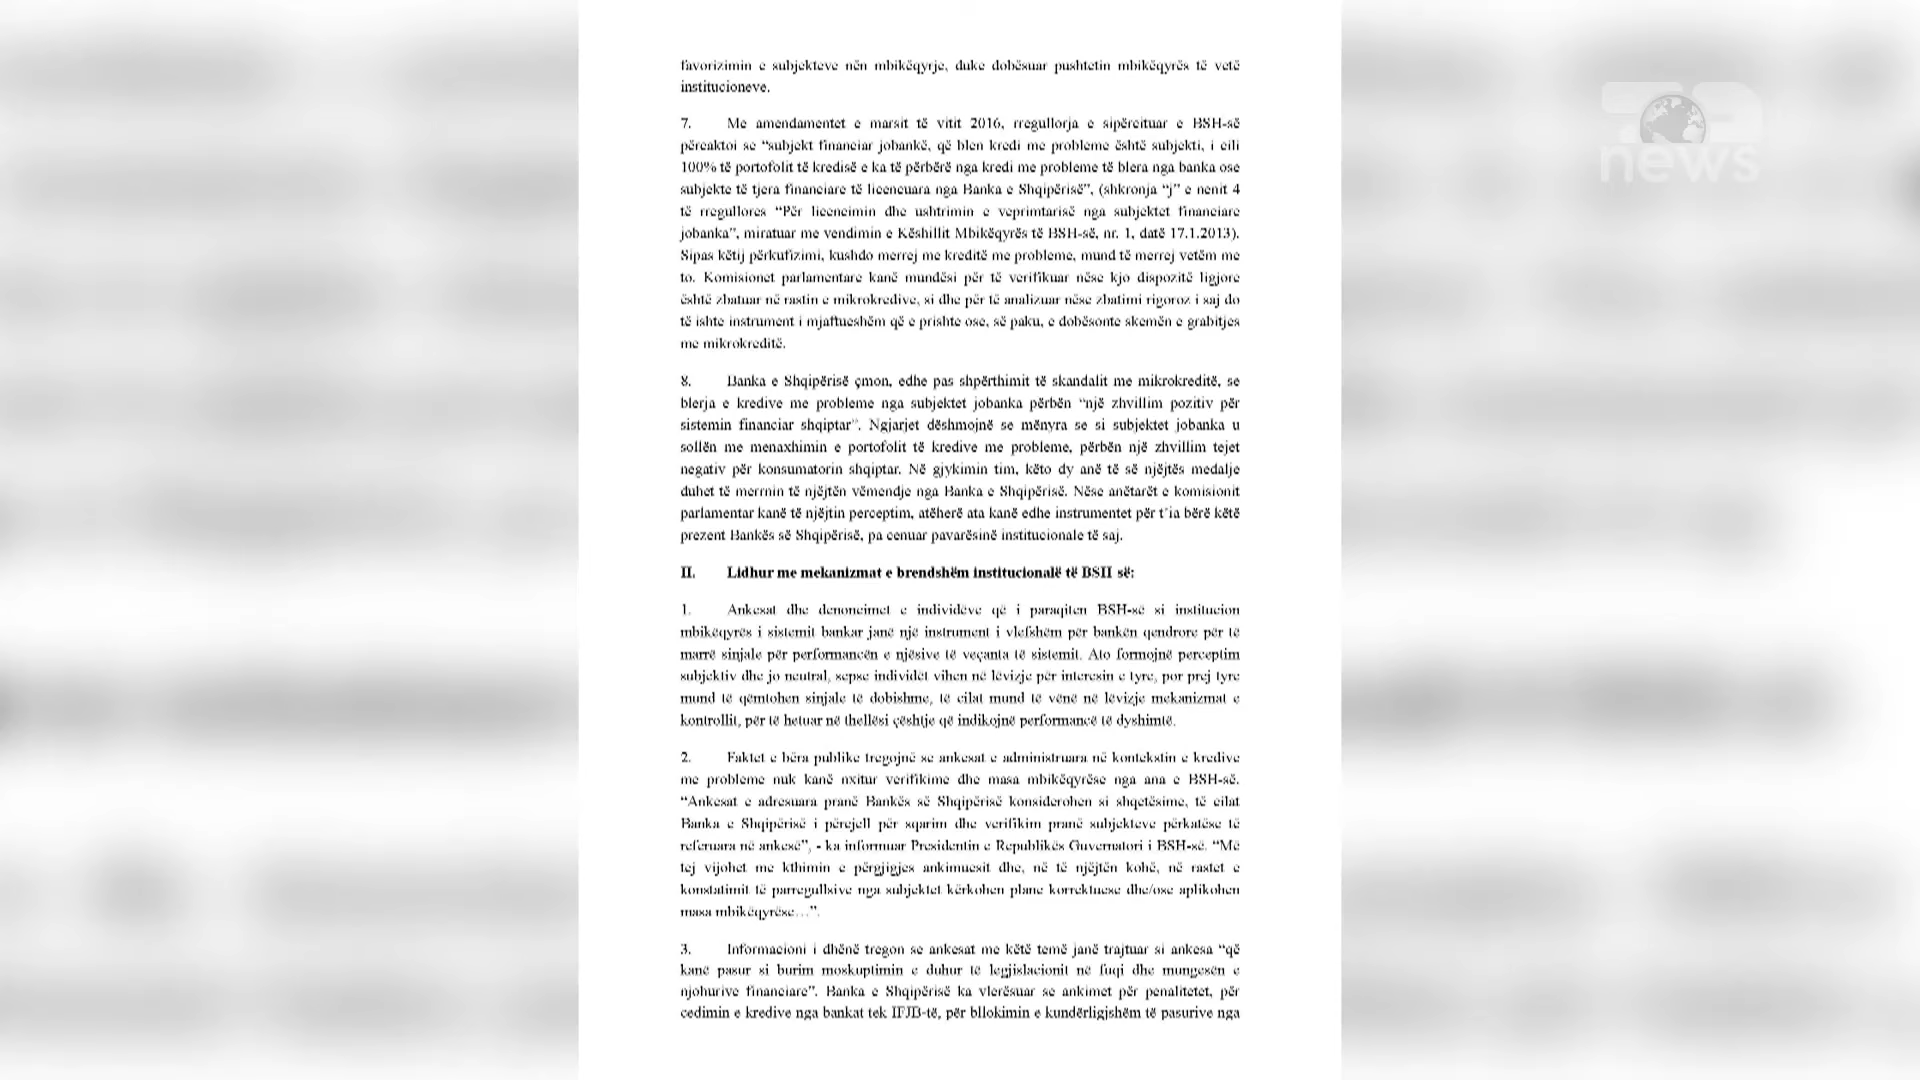 favorizimin e subjekteve nën mbikëqyrje, duke dobësuar pushtetin mbikëqyrës të vetë
institucioneve.
7. Me amendamentet e marsit të vitit 2016, rregullorja e sipërcituar e BSH-së
përcaktoi se “subjekt financiar jobankë, që blen kredi me probleme është subjekti, i cili
100% të portofolit të kredisë e ka të përbërë nga kredi me probleme të blera nga banka ose
subjekte të tjera financiare të licencuara nga Banka e Shqipërisë”, (shkronja “j” e nenit 4
të rregullores “Për licencimin dhe ushtrimin e veprimtarisë nga subjektet financiare
jobanka”, miratuar me vendimin e Këshillit Mbikëqyrës të BSH-së, nr. 1, datë 17.1.2013).
Sipas këtij përkufizimi, kushdo merrej me kreditë me probleme, mund të merrej vetëm me
to. Komisionet parlamentare kanë mundësi për të verifikuar nëse kjo dispozitë ligjore
është zbatuar në rastin e mikrokredive, si dhe për të analizuar nëse zbatimi rigoroz i saj do
të ishte instrument i mjaftueshëm që e prishte ose, së paku, e dobësonte skemën e grabitjes
me mikrokreditë.
8. Banka e Shqipërisë çmon, edhe pas shpërthimit të skandalit me mikrokreditë, se
blerja e kredive me probleme nga subjektet jobanka përbën “një zhvillim pozitiv për
sistemin financiar shqiptar”. Ngjarjet dëshmojnë se mënyra se si subjektet jobanka u
sollën me menaxhimin e portofolit të kredive me probleme, përbën një zhvillim tejet
negativ për konsumatorin shqiptar. Në gjykimin tim, këto dy anë të së njëjtës medalje
duhet të merrnin të njëjtën vëmendje nga Banka e Shqipërisë. Nëse anëtarët e komisionit
parlamentar kanë të njëjtin perceptim, atëherë ata kanë edhe instrumentet për t’ia bërë këtë
prezent Bankës së Shqipërisë, pa cenuar pavarësinë institucionale të saj.
II. Lidhur me mekanizmat e brendshëm institucionalë të BSH së:
1. Ankesat dhe denoncimet e individëve që i paraqiten BSH-së si institucion
mbikëqyrës i sistemit bankar janë një instrument i vlefshëm për bankën qendrore për të
marrë sinjale për performancën e njësive të veçanta të sistemit. Ato formojnë perceptim
subjektiv dhe jo neutral, sepse individët vihen në lëvizje për interesin e tyre, por prej tyre
mund të qëmtohen sinjale të dobishme, të cilat mund të vënë në lëvizje mekanizmat e
kontrollit, për të hetuar në thellësi çështje që indikojnë performancë të dyshimtë.
2. Faktet e bëra publike tregojnë se ankesat e administruara në kontekstin e kredive
me probleme nuk kanë nxitur verifikime dhe masa mbikëqyrëse nga ana e BSH-së.
“Ankesat e adresuara pranë Bankës së Shqipërisë konsiderohen si shqetësime, të cilat
Banka e Shqipërisë i përcjell për sqarim dhe verifikim pranë subjekteve përkatëse të
referuara në ankesë”, - ka informuar Presidentin e Republikës Guvernatori i BSH-së. “Më
tej vijohet me kthimin e përgjigjes ankimuesit dhe, në të njëjtën kohë, në rastet e
konstatimit të parregullsive nga subjektet kërkohen plane korrektuese dhe/ose aplikohen
masa mbikëqyrëse…”.
3. Informacioni i dhënë tregon se ankesat me këtë temë janë trajtuar si ankesa “që
kanë pasur si burim moskuptimin e duhur të legjislacionit në fuqi dhe mungesën e
njohurive financiare”. Banka e Shqipërisë ka vlerësuar se ankimet për penalitetet, për
cedimin e kredive nga bankat tek IFJB-të, për bllokimin e kundërligjshëm të pasurive nga
news